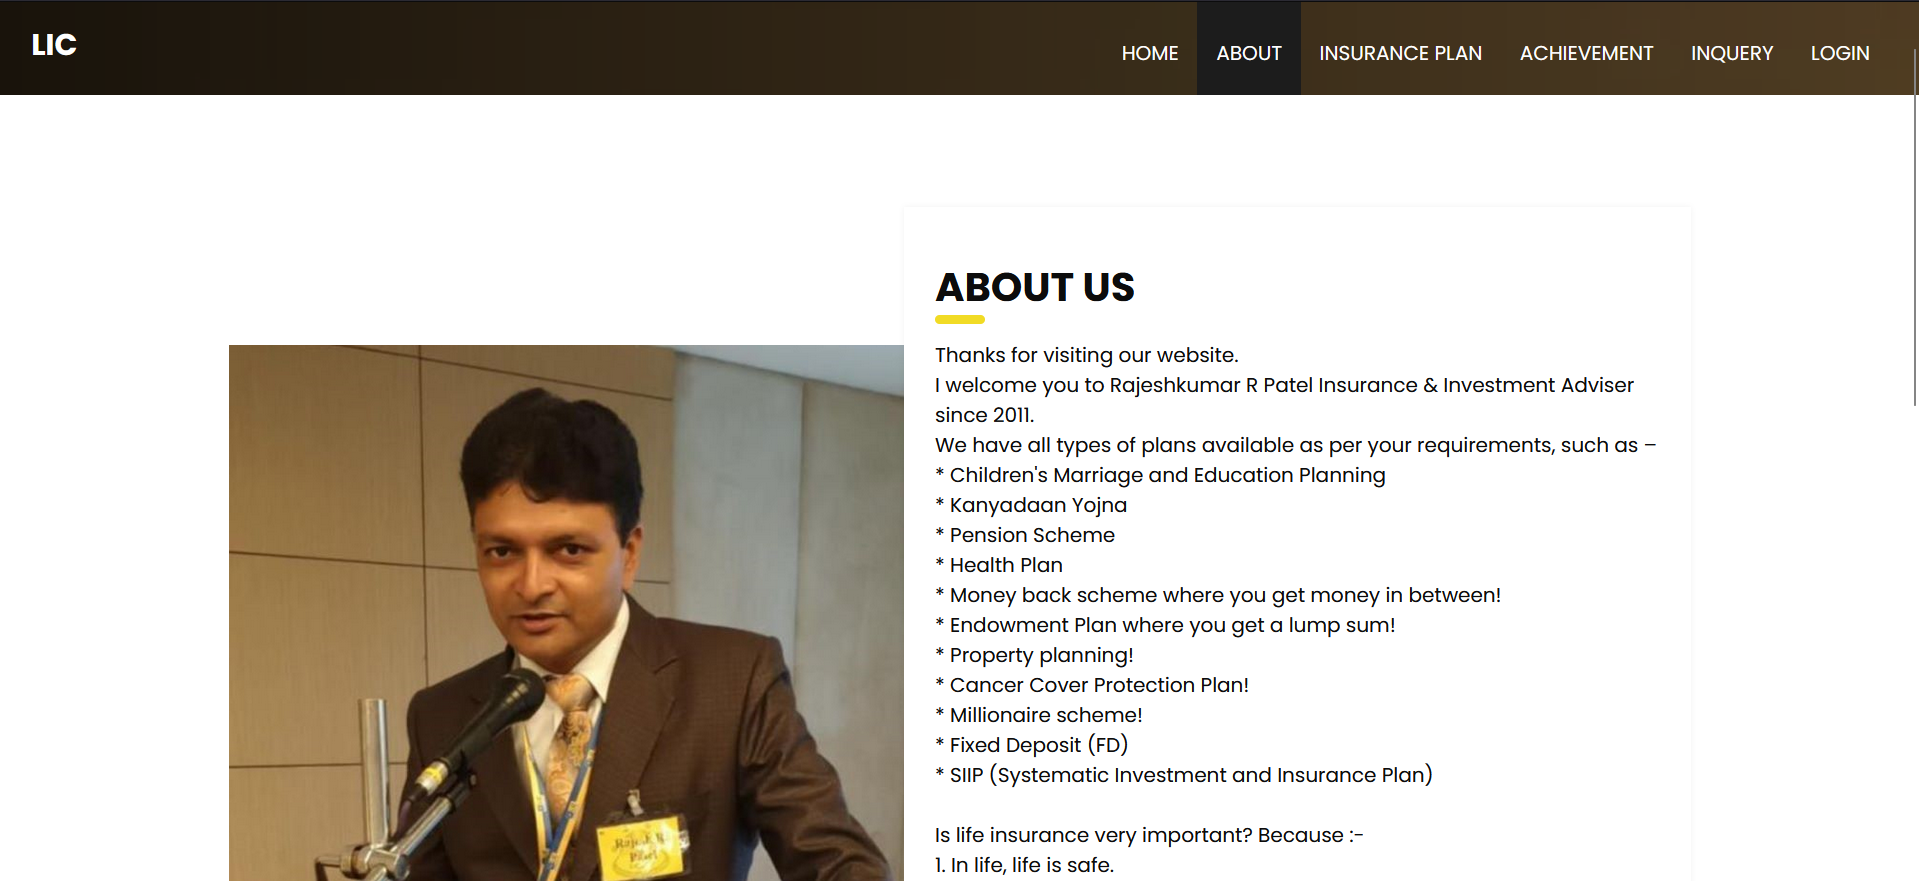 LIC
HOME ABOUT INSURANCE PLAN ACHIEVEMENT INQUERY LOGIN
ABOUT US
Thanks for visiting our website.
I welcome you to Rajeshkumar R Patel Insurance & Investment Adviser
since 2011.
We have all types of plans available as per your requirements, such as –
* Children's Marriage and Education Planning
* Kanyadaan Yojna
* Pension Scheme
* Health Plan
* Money back scheme where you get money in between!
* Endowment Plan where you get a lump sum!
* Property planning!
* Cancer Cover Protection Plan!
* Millionaire scheme!
* Fixed Deposit (FD)
* SIIP (Systematic Investment and Insurance Plan)
Is life insurance very important? Because :-
1. In life, life is safe.